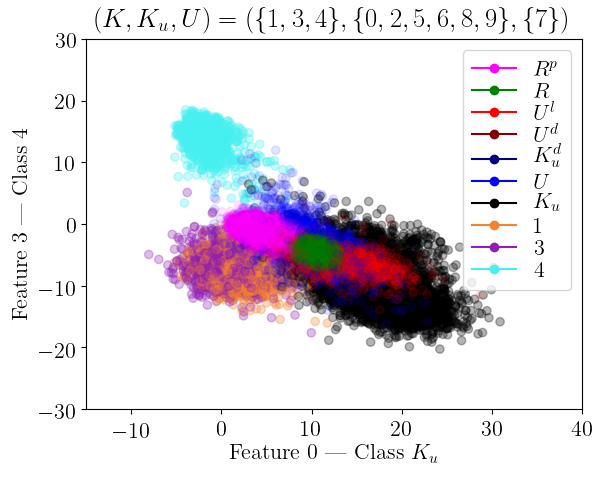 (K, K_u, U) = ({1, 3, 4}, {0, 2, 5, 6, 8, 9}, {7})
30
20
10
0
−10
−20
−30
Feature 3 — Class 4
R^p
R
U^l
U^d
K_u^d
U
K_u
1
3
4
−10 0 10 20 30 40
Feature 0 — Class K_u